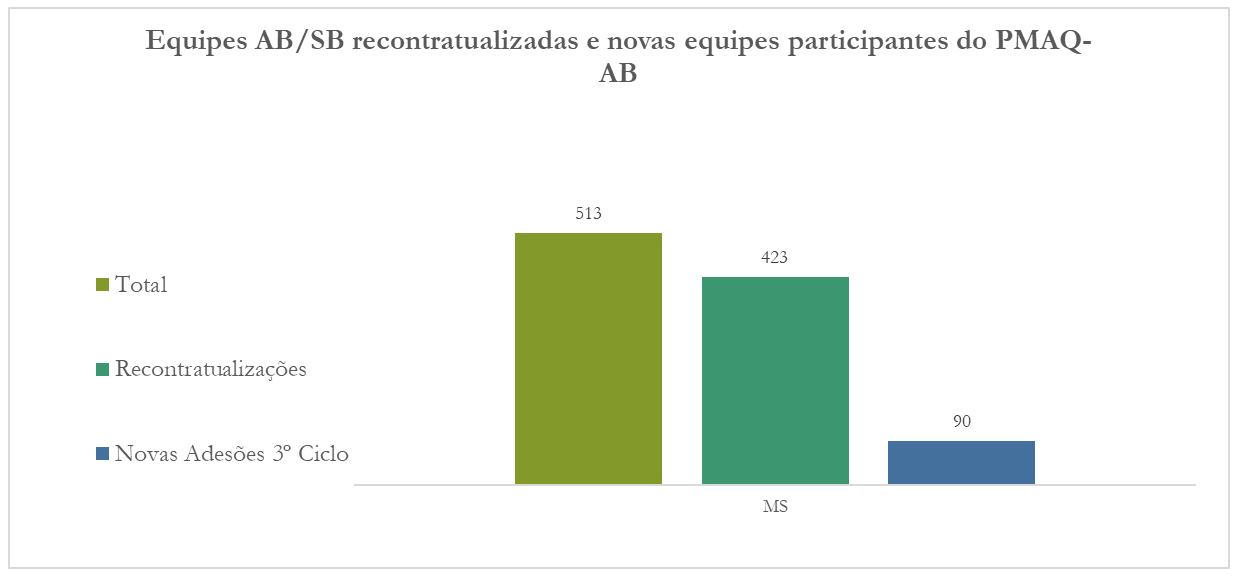 Equipes AB/SB recontratualizadas e novas equipes participantes do PMAQ-
AB
513
423
90
Total
Recontratualizações
Novas Adesões 3º Ciclo
MS